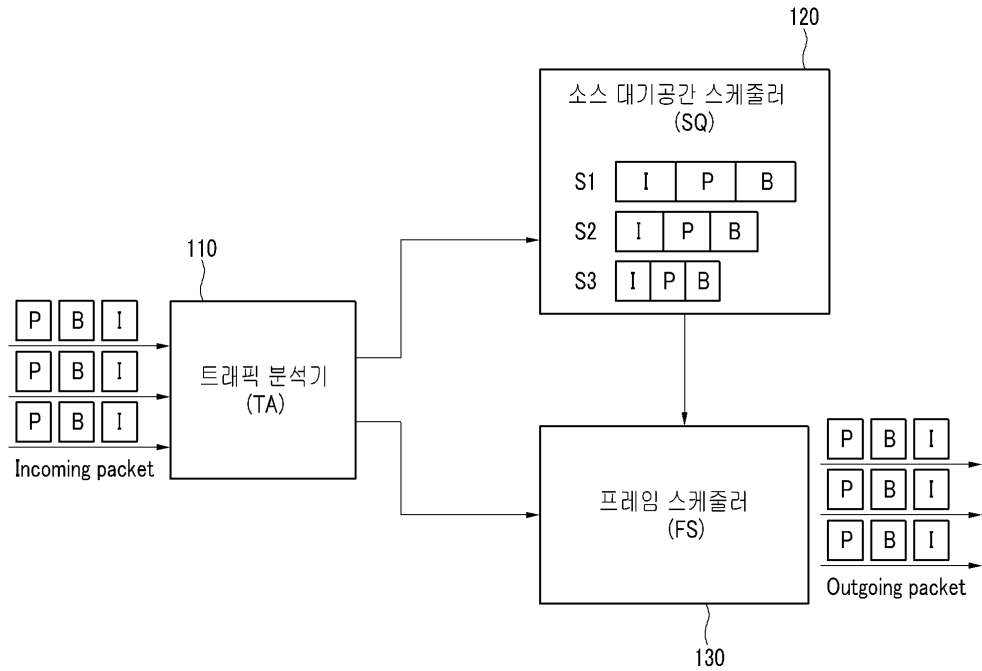 120
소스 대기공간 스케줄러
(SQ)
S1 I P B
S2 I P B
S3 I P B
110
P B I
P B I
P B I
Incoming packet
트래픽 분석기
(TA)
프레임 스케줄러
(FS)
P B I
P B I
P B I
Outgoing packet
130